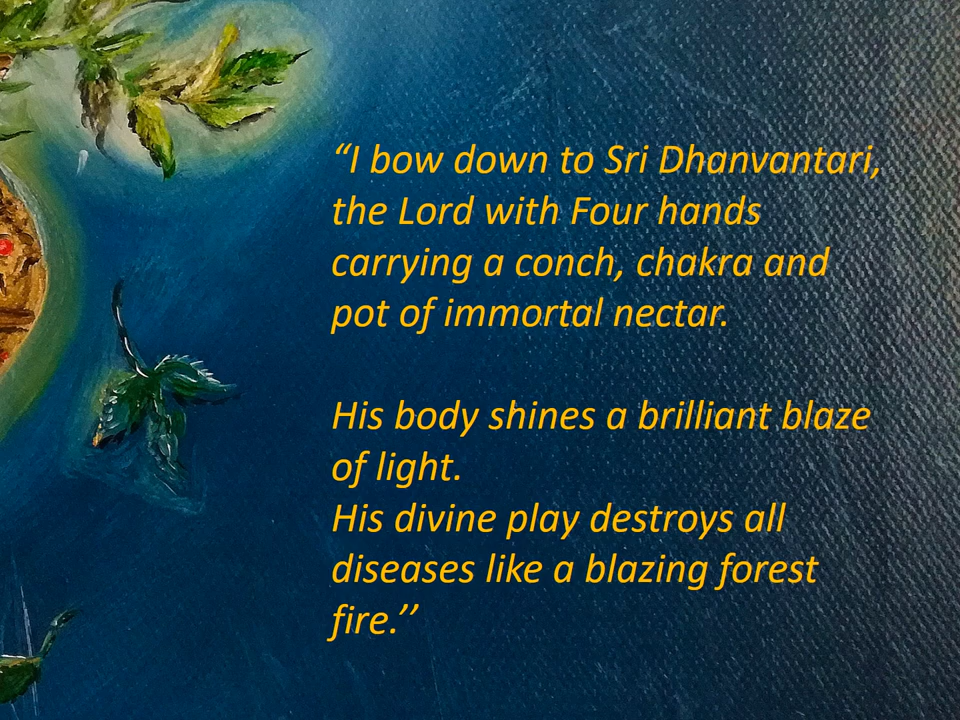 “I bow down to Sri Dhanvantari,
the Lord with Four hands
carrying a conch, chakra and
pot of immortal nectar.
His body shines a brilliant blaze
of light.
His divine play destroys all
diseases like a blazing forest
fire.’’